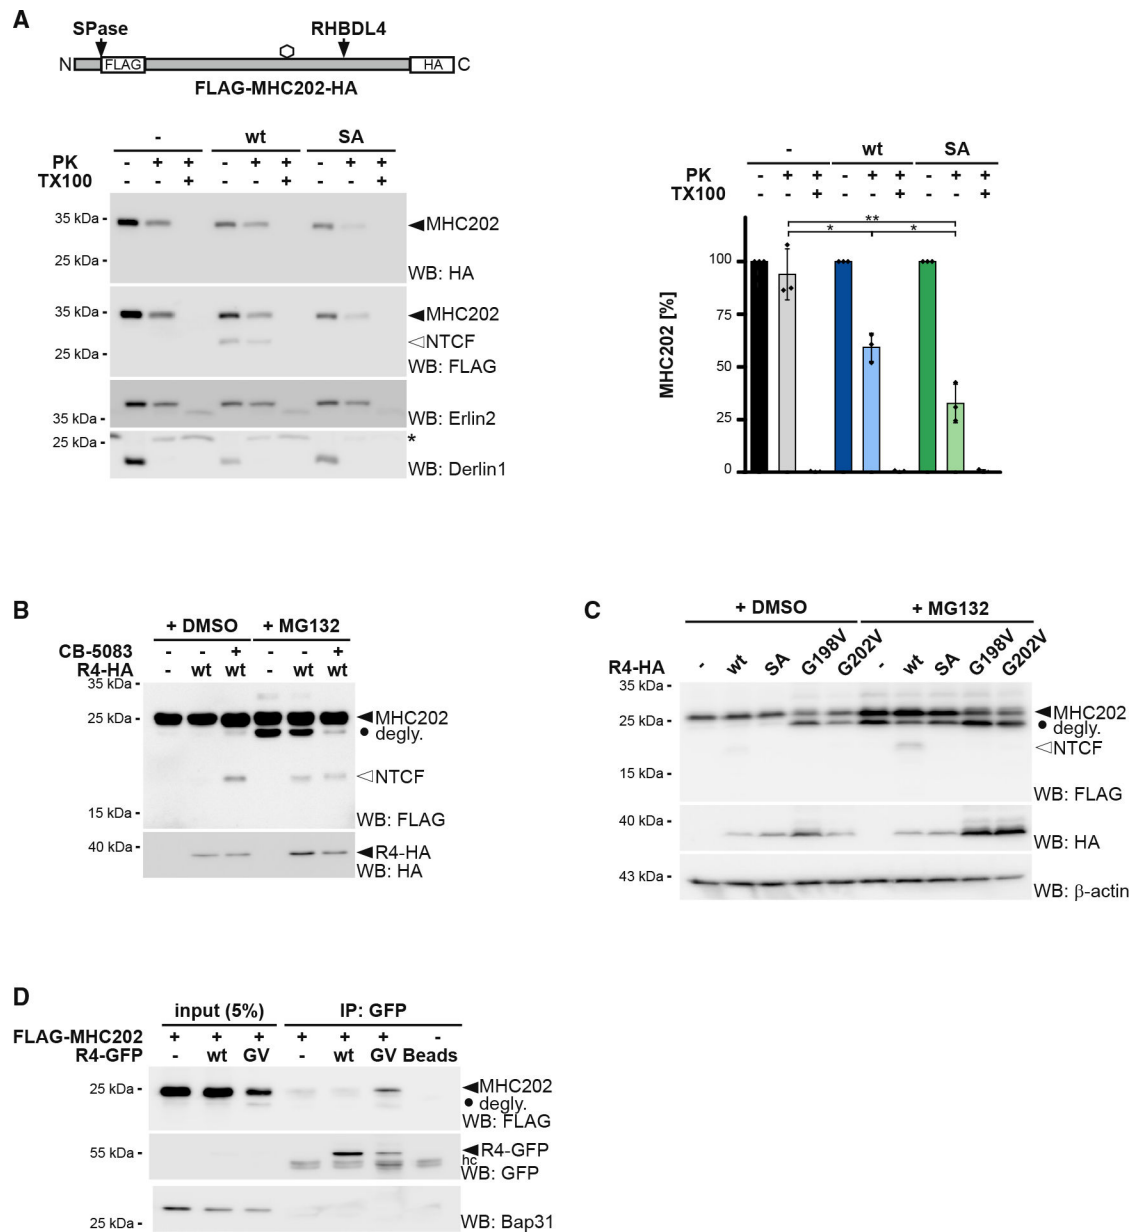 A
SPase RHBDL4
N FLAG HA C
FLAG-MHC202-HA
- wt SA
PK - + + - + + - + +
TX100 - - + - - + - - +
35 kDa - MHC202
25 kDa - WB: HA
35 kDa - MHC202
NTCF
25 kDa - WB: FLAG
35 kDa - WB: Erlin2
25 kDa - *
WB: Derlin1
- wt SA
PK - + + - + + - + +
TX100 - - + - - + - - +
**
* *
MHC202 [%]
100
75
50
25
0
B
+ DMSO + MG132
CB-5083 - - + - - +
R4-HA - wt wt - wt wt
35 kDa -
25 kDa - MHC202
● degly.
NTCF
15 kDa - WB: FLAG
40 kDa - R4-HA
WB: HA
C
+ DMSO + MG132
R4-HA - wt SA G198V G202V - wt SA G198V G202V
35 kDa -
25 kDa - MHC202
● degly.
NTCF
15 kDa -
WB: FLAG
40 kDa -
WB: HA
43 kDa -
WB: β-actin
D
input (5%) IP: GFP
FLAG-MHC202 + + + + + + -
R4-GFP - wt GV - wt GV Beads
25 kDa - MHC202
● degly.
WB: FLAG
55 kDa - R4-GFP
hc
WB: GFP
25 kDa - WB: Bap31